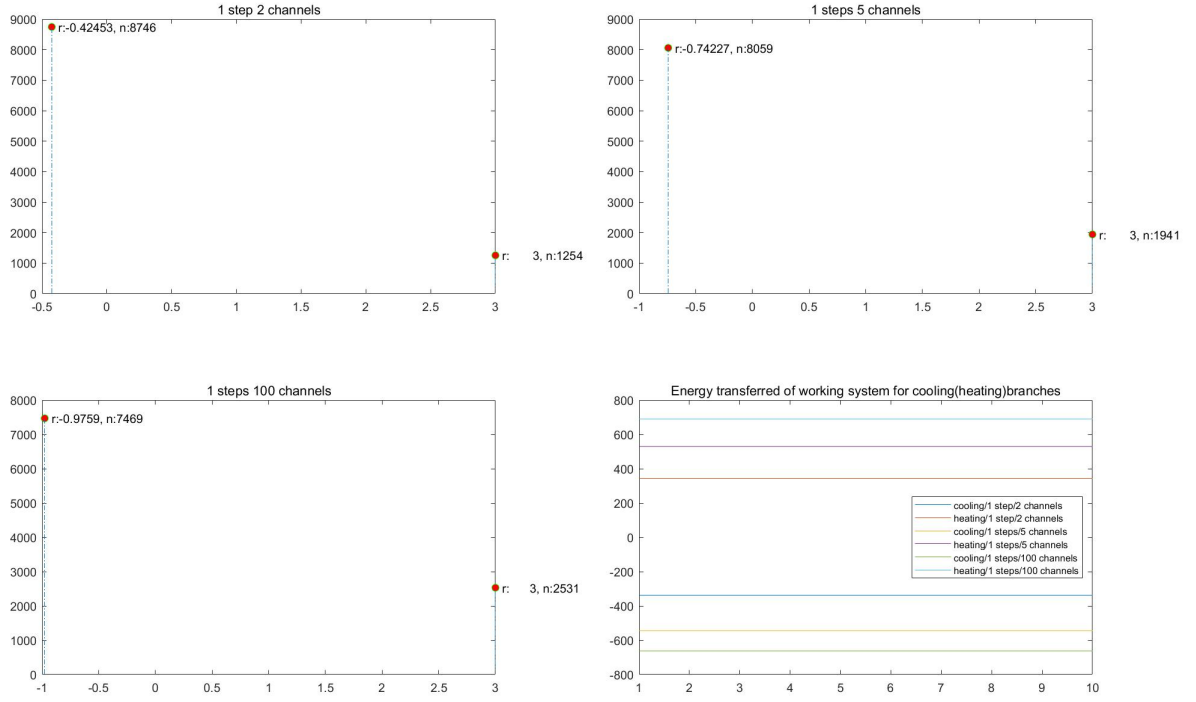 1 step 2 channels
9000
8000
7000
6000
5000
4000
3000
2000
1000
0
r:-0.42453, n:8746
r: 3, n:1254
-0.5 0 0.5 1 1.5 2 2.5 3
1 steps 5 channels
9000
8000
7000
6000
5000
4000
3000
2000
1000
0
r:-0.74227, n:8059
r: 3, n:1941
-1 -0.5 0 0.5 1 1.5 2 2.5 3
1 steps 100 channels
8000
7000
6000
5000
4000
3000
2000
1000
0
r:-0.9759, n:7469
r: 3, n:2531
-1 -0.5 0 0.5 1 1.5 2 2.5 3
Energy transferred of working system for cooling(heating)branches
800
600
400
200
0
-200
-400
-600
-800
cooling/1 step/2 channels
heating/1 step/2 channels
cooling/1 steps/5 channels
heating/1 steps/5 channels
cooling/1 steps/100 channels
heating/1 steps/100 channels
1 2 3 4 5 6 7 8 9 10